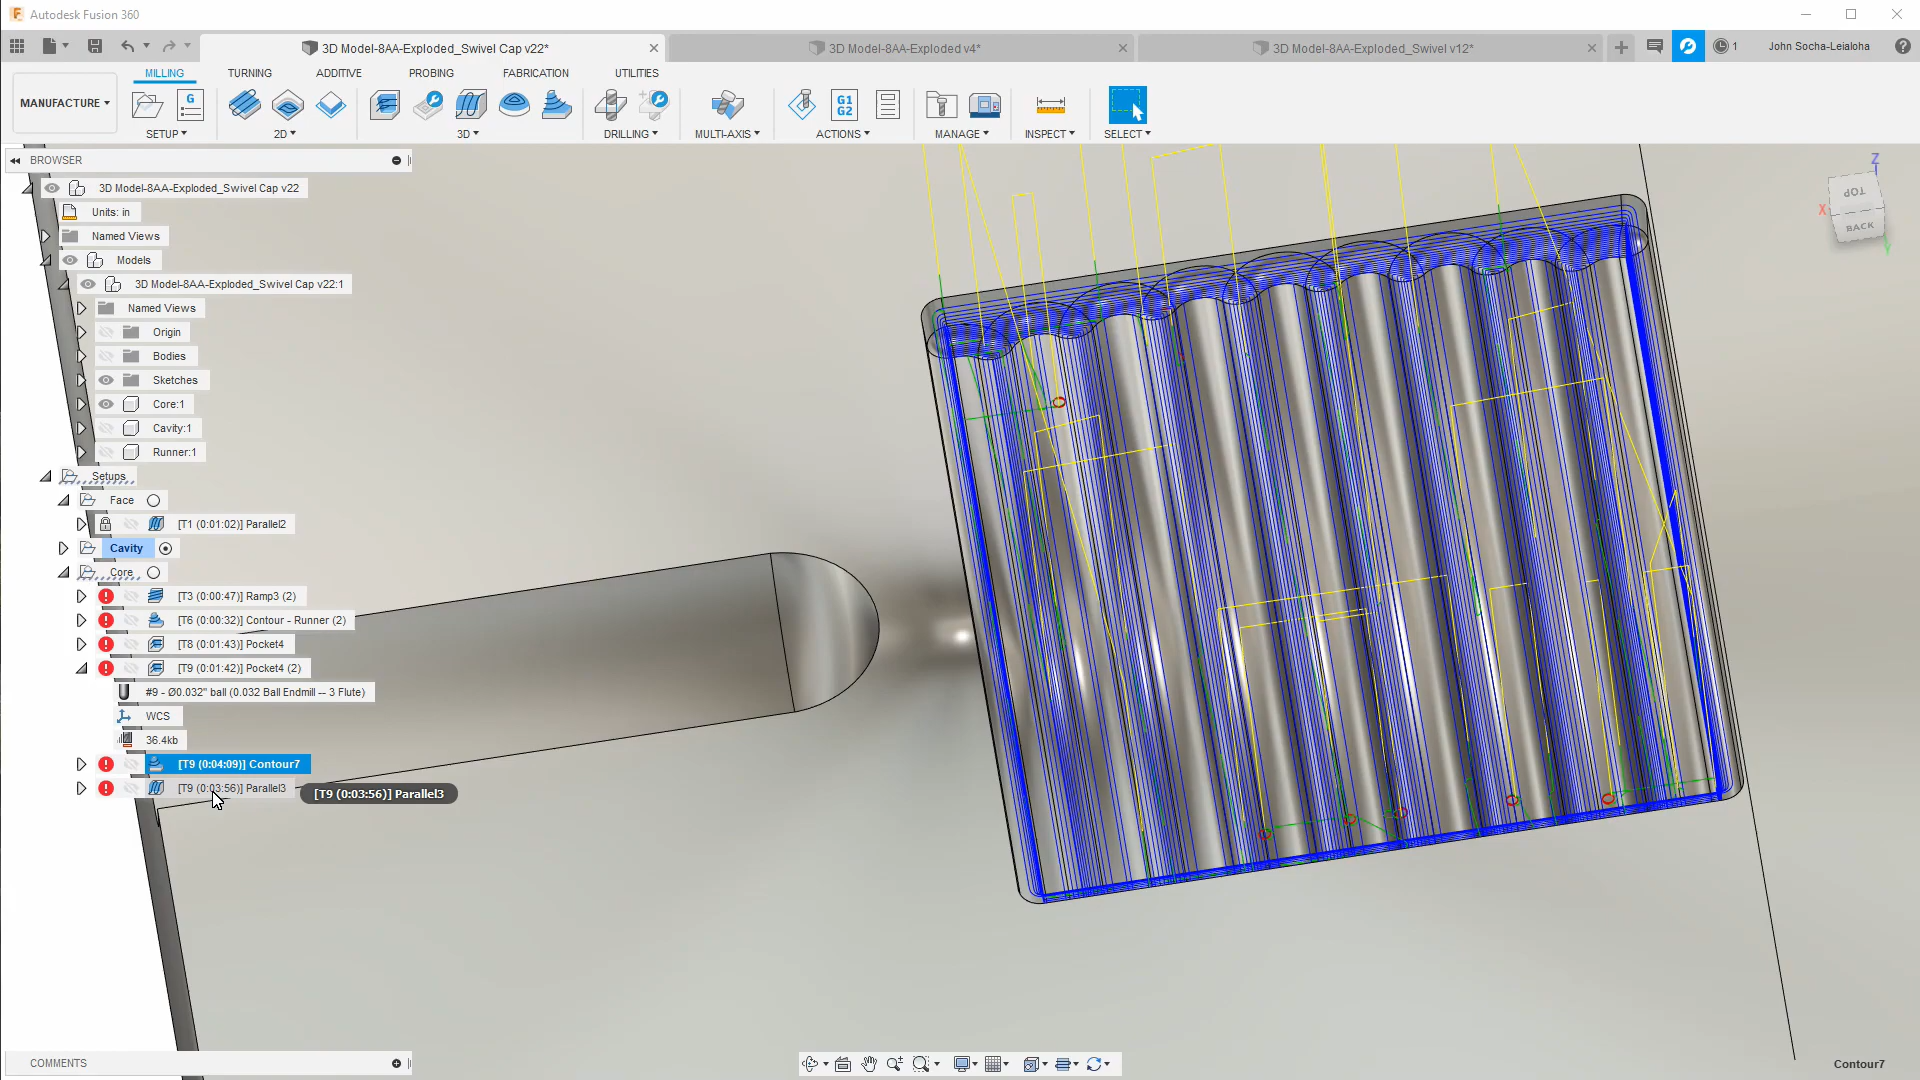 Autodesk Fusion 360
3D Model-8AA-Exploded_Swivel Cap v22*
3D Model-8AA-Exploded v4*
3D Model-8AA-Exploded_Swivel v12*
1
John Socha-Leialoha
MANUFACTURE
MILLING
TURNING
ADDITIVE
PROBING
FABRICATION
UTILITIES
G
G1
G2
SETUP
2D
3D
DRILLING
MULTI-AXIS
ACTIONS
MANAGE
INSPECT
SELECT
BROWSER
3D Model-8AA-Exploded_Swivel Cap v22
Units: in
Named Views
Models
3D Model-8AA-Exploded_Swivel Cap v22:1
Named Views
Origin
Bodies
Sketches
Core:1
Cavity:1
Runner:1
Setups
Face
[T1 (0:01:02)] Parallel2
Cavity
Core
[T3 (0:00:47)] Ramp3 (2)
[T6 (0:00:32)] Contour - Runner (2)
[T8 (0:01:43)] Pocket4
[T9 (0:01:42)] Pocket4 (2)
#9 - Ø0.032" ball (0.032 Ball Endmill -- 3 Flute)
WCS
36.4kb
[T9 (0:04:09)] Contour7
[T9 (0:03:56)] Parallel3
[T9 (0:03:56)] Parallel3
Z
TOP
X
BACK
Y
COMMENTS
Contour7